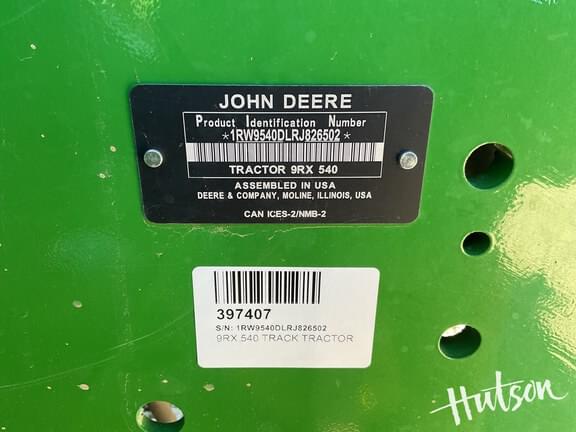 JOHN DEERE
Product Identification Number
*1RW9540DLRJ826502*
TRACTOR 9RX 540
ASSEMBLED IN USA
DEERE & COMPANY, MOLINE, ILLINOIS, USA
CAN ICES-2/NMB-2
397407
S/N: 1RW9540DLRJ826502
9RX 540 TRACK TRACTOR
Hutson